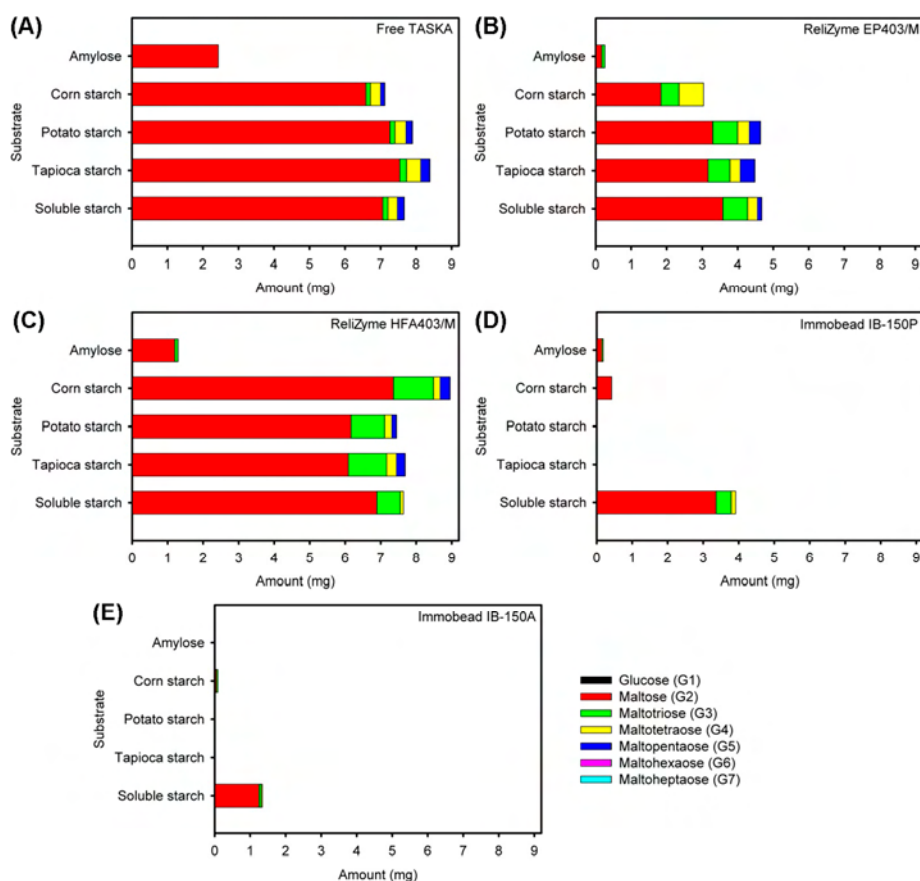 (A)
Free TASKA
Substrate
Amylose
Corn starch
Potato starch
Tapioca starch
Soluble starch
0 1 2 3 4 5 6 7 8 9
Amount (mg)
(B)
ReliZyme EP403/M
Substrate
Amylose
Corn starch
Potato starch
Tapioca starch
Soluble starch
0 1 2 3 4 5 6 7 8 9
Amount (mg)
(C)
ReliZyme HFA403/M
Substrate
Amylose
Corn starch
Potato starch
Tapioca starch
Soluble starch
0 1 2 3 4 5 6 7 8 9
Amount (mg)
(D)
Immobead IB-150P
Substrate
Amylose
Corn starch
Potato starch
Tapioca starch
Soluble starch
0 1 2 3 4 5 6 7 8 9
Amount (mg)
(E)
Immobead IB-150A
Substrate
Amylose
Corn starch
Potato starch
Tapioca starch
Soluble starch
0 1 2 3 4 5 6 7 8 9
Amount (mg)
Glucose (G1)
Maltose (G2)
Maltotriose (G3)
Maltotetraose (G4)
Maltopentaose (G5)
Maltohexaose (G6)
Maltoheptaose (G7)